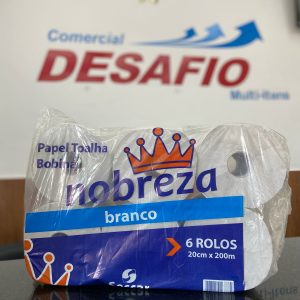 Comercial
DESAFIO
Multi-itens
Papel Toalha
Bobina
nobreza
branco
6 ROLOS
20cm x 200m